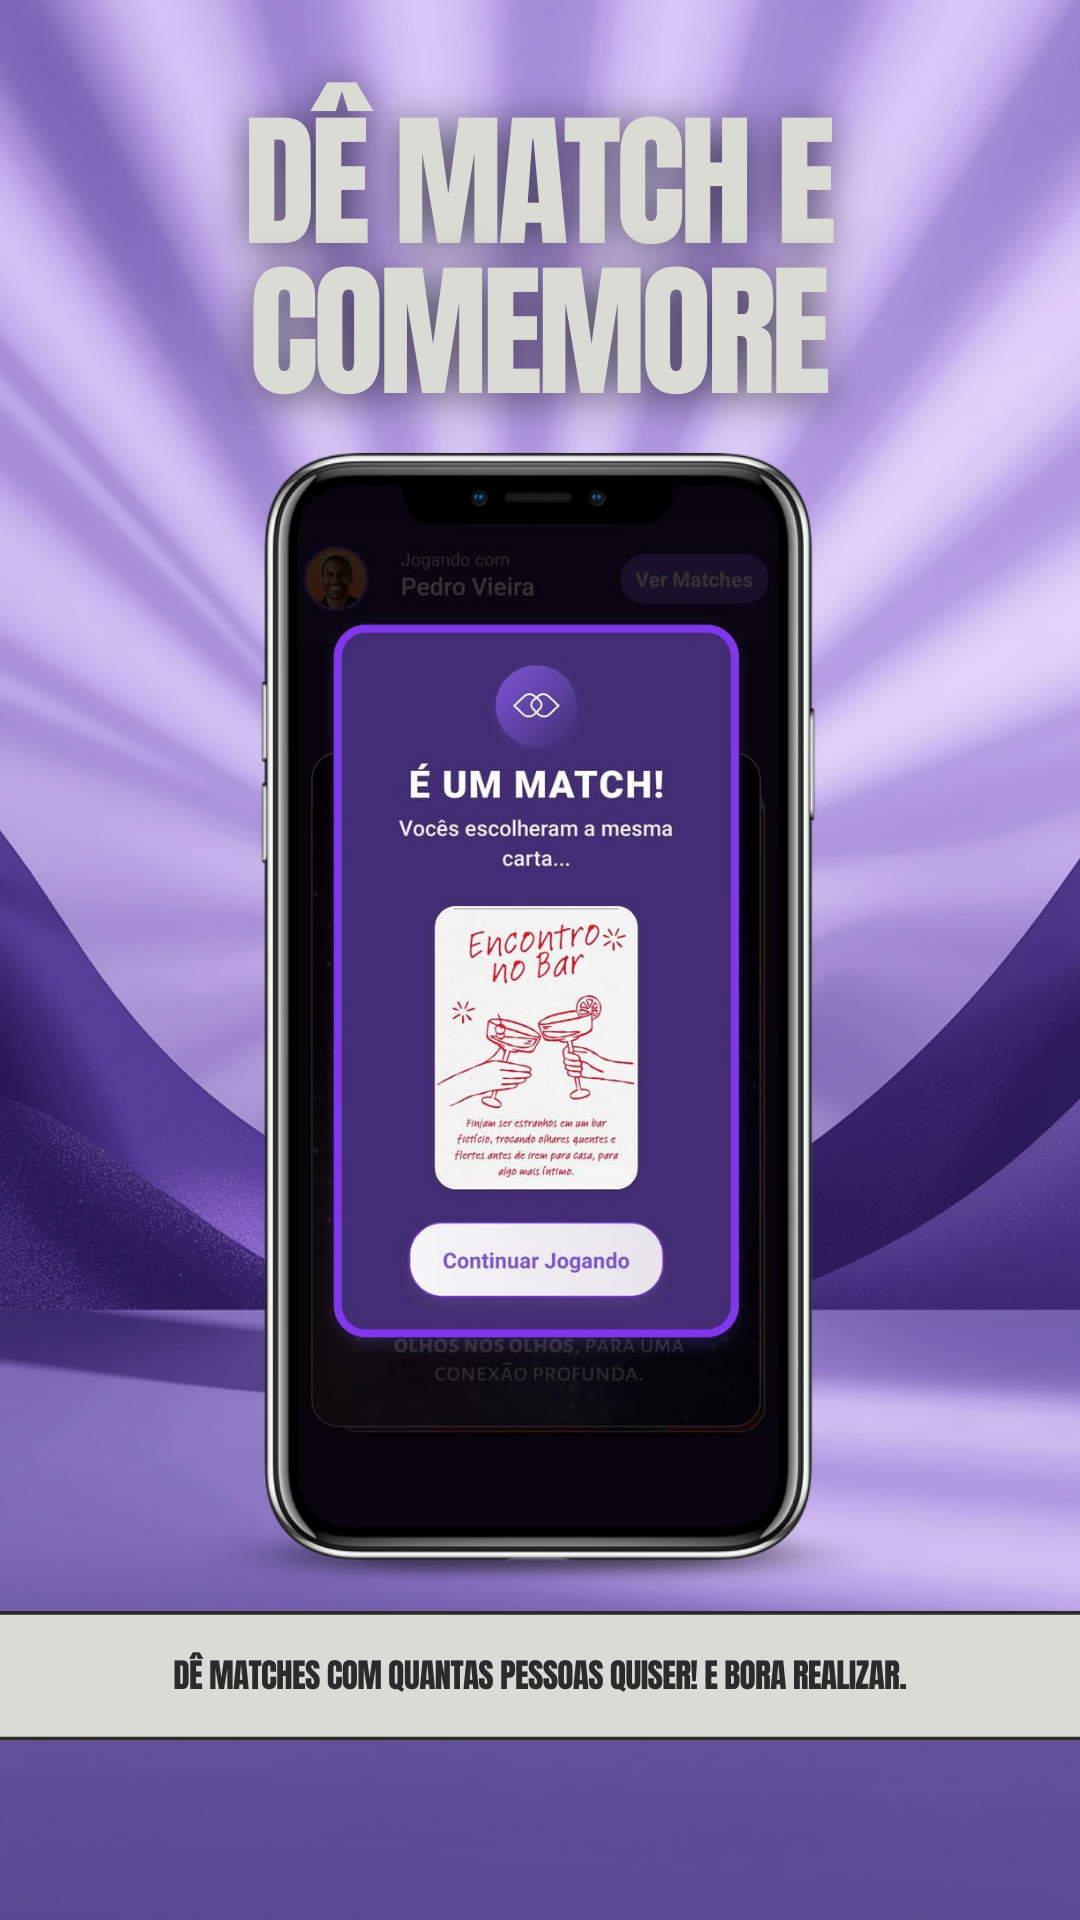 DÊ MATCH E
COMEMORE
Jogando com
Pedro Vieira
Ver Matches
É UM MATCH!
Vocês escolheram a mesma
carta...
Encontro
no Bar
Finjam ser estranhos em um bar
fictício, trocando olhares quentes e
flertes antes de irem para casa, para
algo mais íntimo.
Continuar Jogando
OLHOS NOS OLHOS, PARA UMA
CONEXÃO PROFUNDA.
DÊ MATCHES COM QUANTAS PESSOAS QUISER! E BORA REALIZAR.